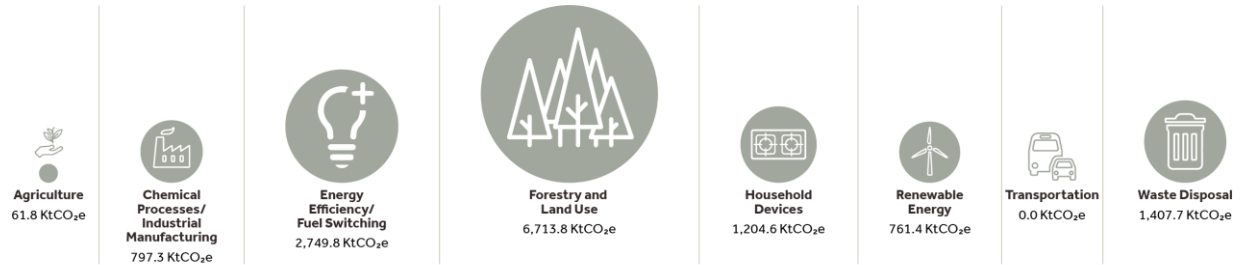 Agriculture
61.8 KtCO₂e
Chemical
Processes/
Industrial
Manufacturing
797.3 KtCO₂e
Energy
Efficiency/
Fuel Switching
2,749.8 KtCO₂e
Forestry and
Land Use
6,713.8 KtCO₂e
Household
Devices
1,204.6 KtCO₂e
Renewable
Energy
761.4 KtCO₂e
Transportation
0.0 KtCO₂e
Waste Disposal
1,407.7 KtCO₂e